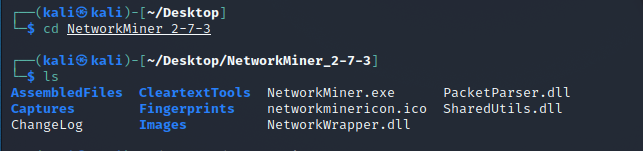 ┌──(kali㉿kali)-[~/Desktop]
└─$ cd NetworkMiner_2-7-3
┌──(kali㉿kali)-[~/Desktop/NetworkMiner_2-7-3]
└─$ ls
AssembledFiles CleartextTools NetworkMiner.exe PacketParser.dll
Captures Fingerprints networkminericon.ico SharedUtils.dll
ChangeLog Images NetworkWrapper.dll